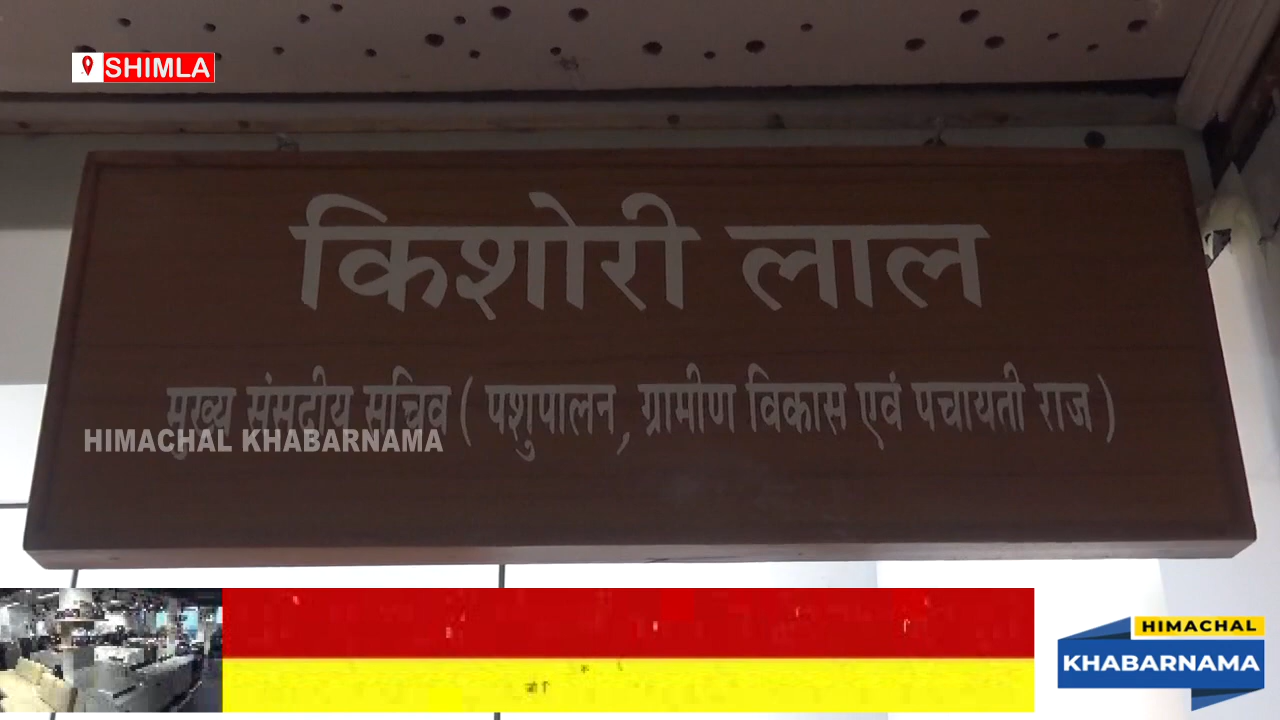 SHIMLA
किशोरी लाल
मुख्य संसदीय सचिव ( पशुपालन, ग्रामीण विकास एवं पचायती राज )
HIMACHAL KHABARNAMA
HIMACHAL
KHABARNAMA